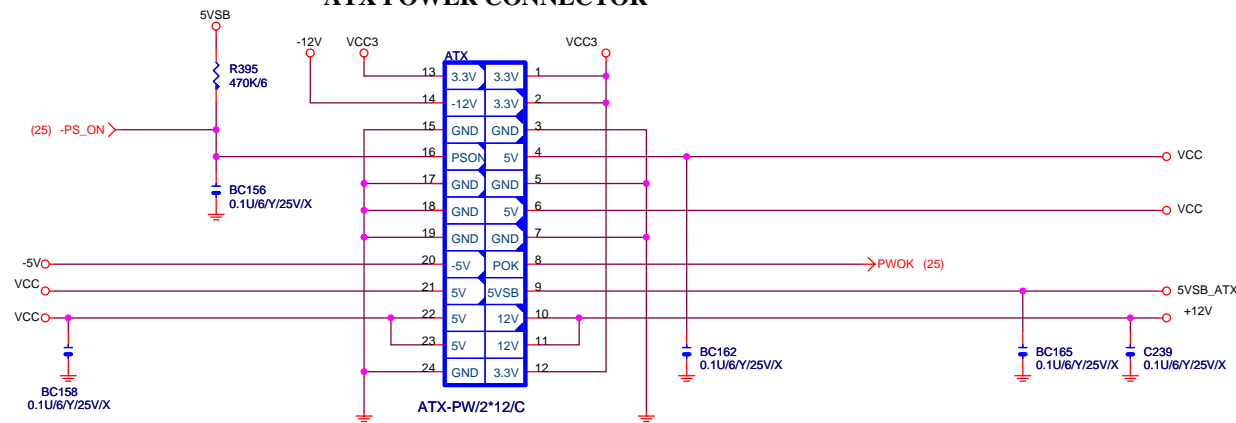 ATX POWER CONNECTOR
5VSB
-12V
VCC3
VCC3
R395
470K/6
ATX
13 3.3V 3.3V 1
14 -12V 3.3V 2
(25) -PS_ON
15 GND GND 3
16 PSON 5V 4
VCC
17 GND GND 5
BC156
0.1U/6/Y/25V/X
18 GND 5V 6
VCC
19 GND GND 7
-5V
20 -5V POK 8
PWOK (25)
VCC
21 5V 5VSB 9
5VSB_ATX
VCC
22 5V 12V 10
+12V
23 5V 12V 11
24 GND 3.3V 12
BC158
0.1U/6/Y/25V/X
BC162
0.1U/6/Y/25V/X
BC165
0.1U/6/Y/25V/X
C239
0.1U/6/Y/25V/X
ATX-PW/2*12/C